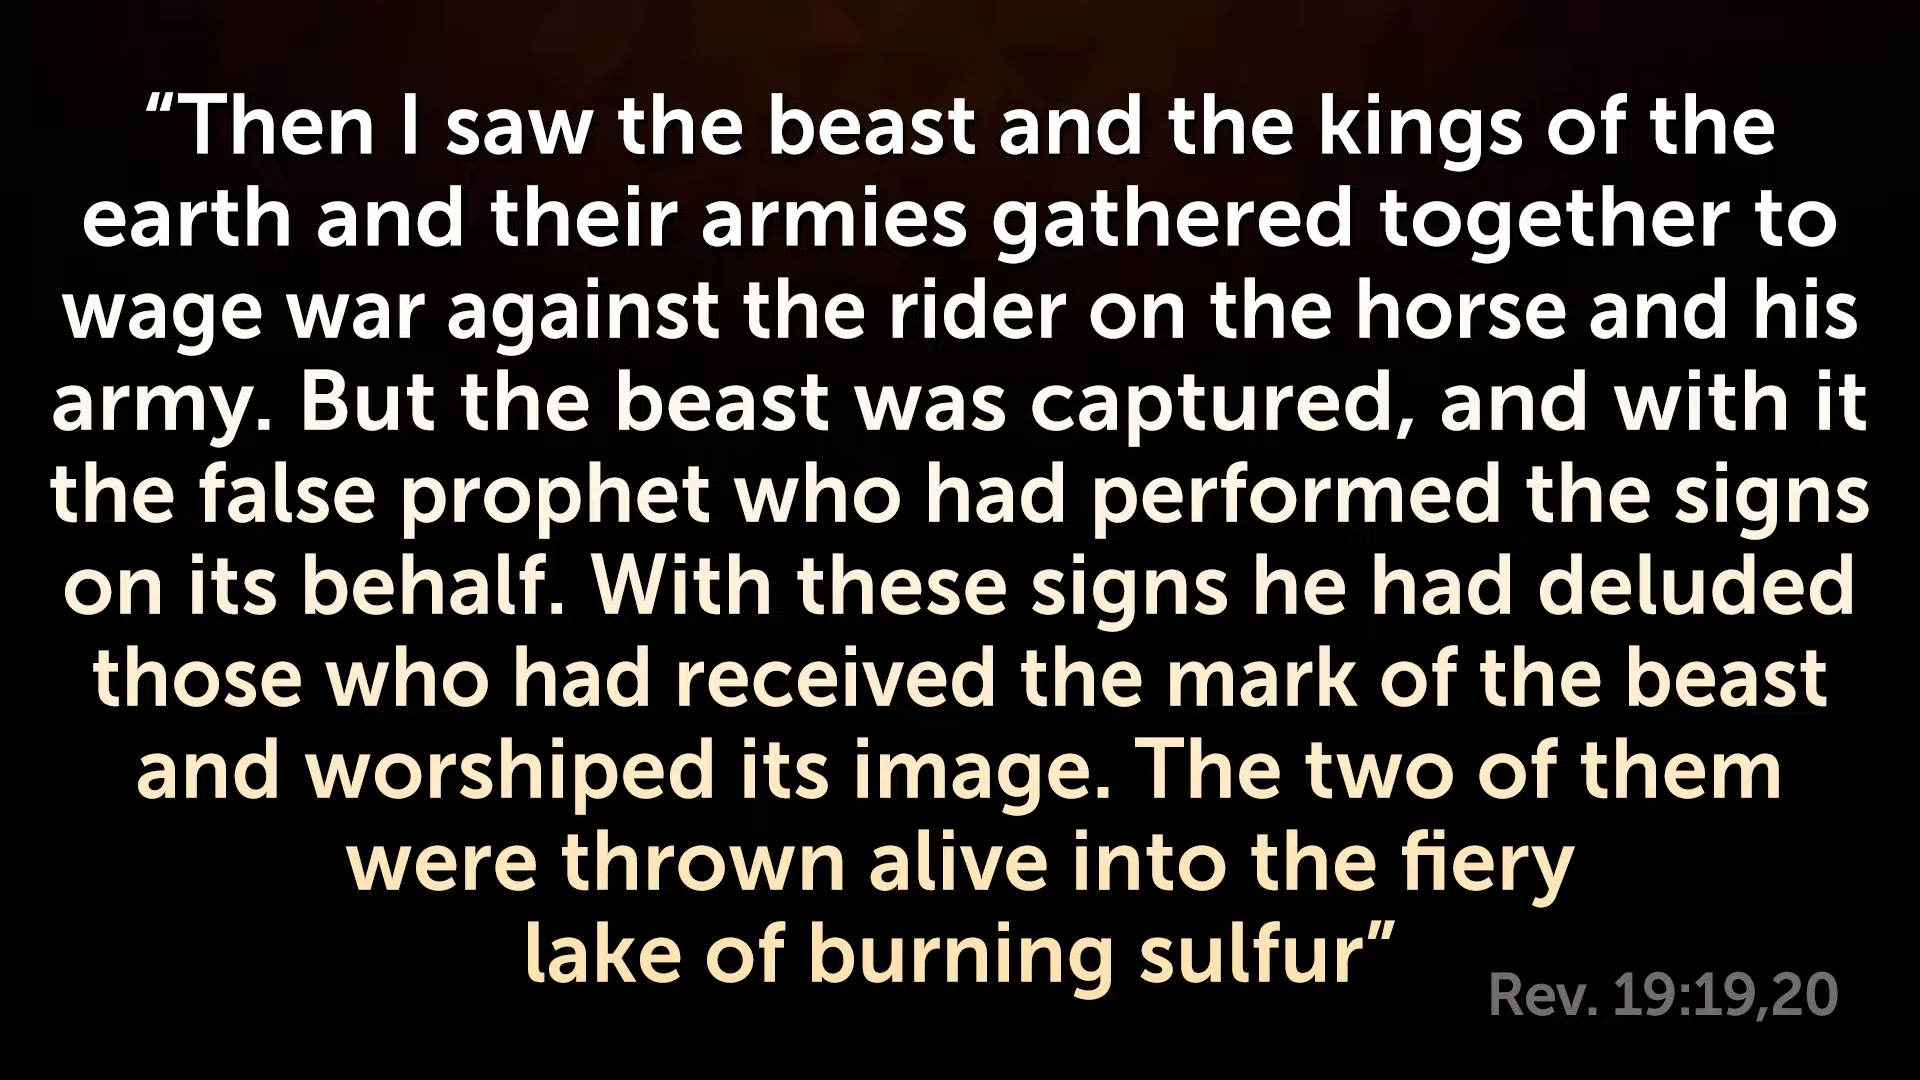 “Then I saw the beast and the kings of the
earth and their armies gathered together to
wage war against the rider on the horse and his
army. But the beast was captured, and with it
the false prophet who had performed the signs
on its behalf. With these signs he had deluded
those who had received the mark of the beast
and worshiped its image. The two of them
were thrown alive into the fiery
lake of burning sulfur”
Rev. 19:19,20